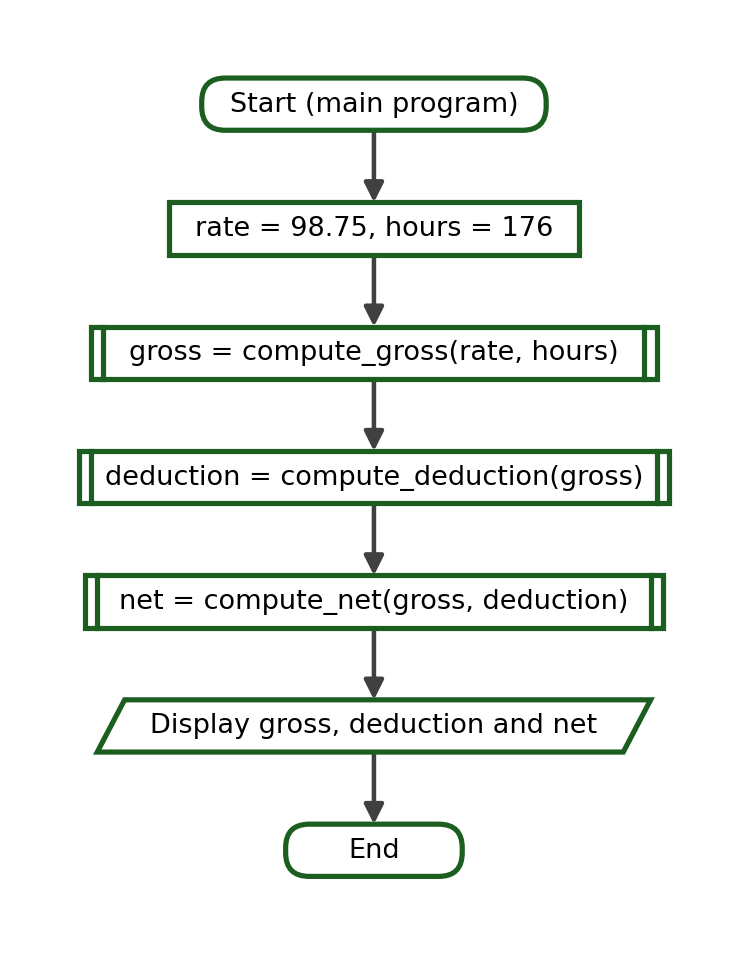 Start (main program)
rate = 98.75, hours = 176
gross = compute_gross(rate, hours)
deduction = compute_deduction(gross)
net = compute_net(gross, deduction)
Display gross, deduction and net
End